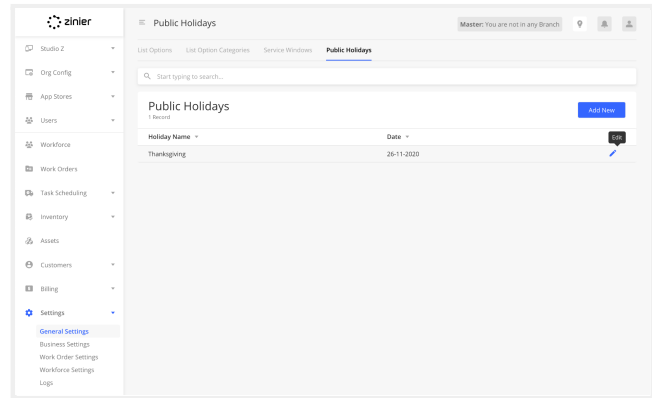 zinier
Public Holidays
Master: You are not in any Branch
Studio Z
Org Config
App Stores
Users
Workforce
Work Orders
Task Scheduling
Inventory
Assets
Customers
Billing
Settings
General Settings
Business Settings
Work Order Settings
Workforce Settings
Logs
List Options List Option Categories Service Windows Public Holidays
Start typing to search...
Public Holidays
1 Record
Add New
Holiday Name Date
Edit
Thanksgiving 26-11-2020